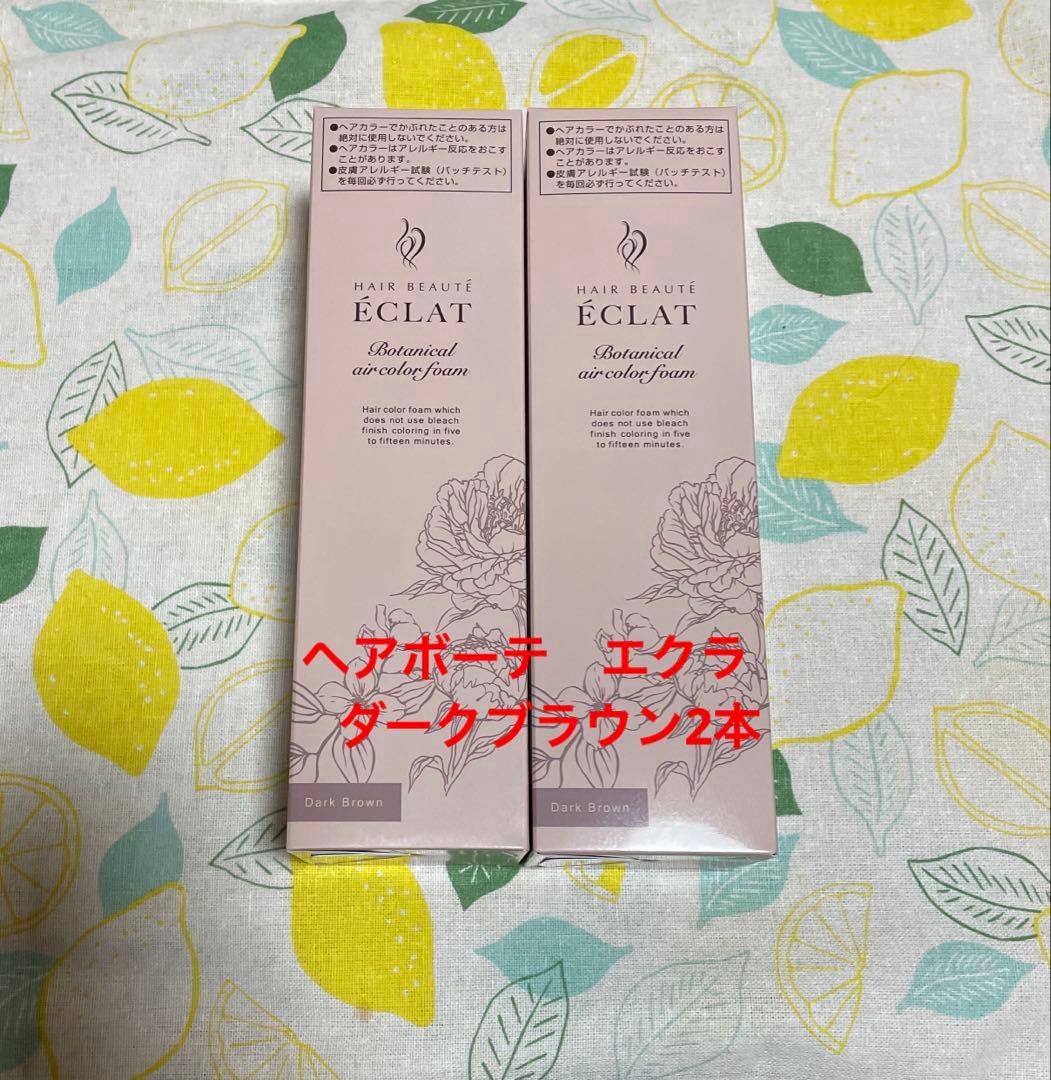 ●ヘアカラーでかぶれたことのある方は
絶対に使用しないでください。
●ヘアカラーはアレルギー反応をおこす
ことがあります。
●皮膚アレルギー試験（パッチテスト）
を毎回必ず行ってください。
HAIR BEAUTÉ
ÉCLAT
Botanical
air color foam
Hair color foam which
does not use bleach
finish coloring in five
to fifteen minutes.
Dark Brown
●ヘアカラーでかぶれたことのある方は
絶対に使用しないでください。
●ヘアカラーはアレルギー反応をおこす
ことがあります。
●皮膚アレルギー試験（パッチテスト）
を毎回必ず行ってください。
HAIR BEAUTÉ
ÉCLAT
Botanical
air color foam
Hair color foam which
does not use bleach
finish coloring in five
to fifteen minutes.
Dark Brown
ヘアボーテ　エクラ
ダークブラウン2本